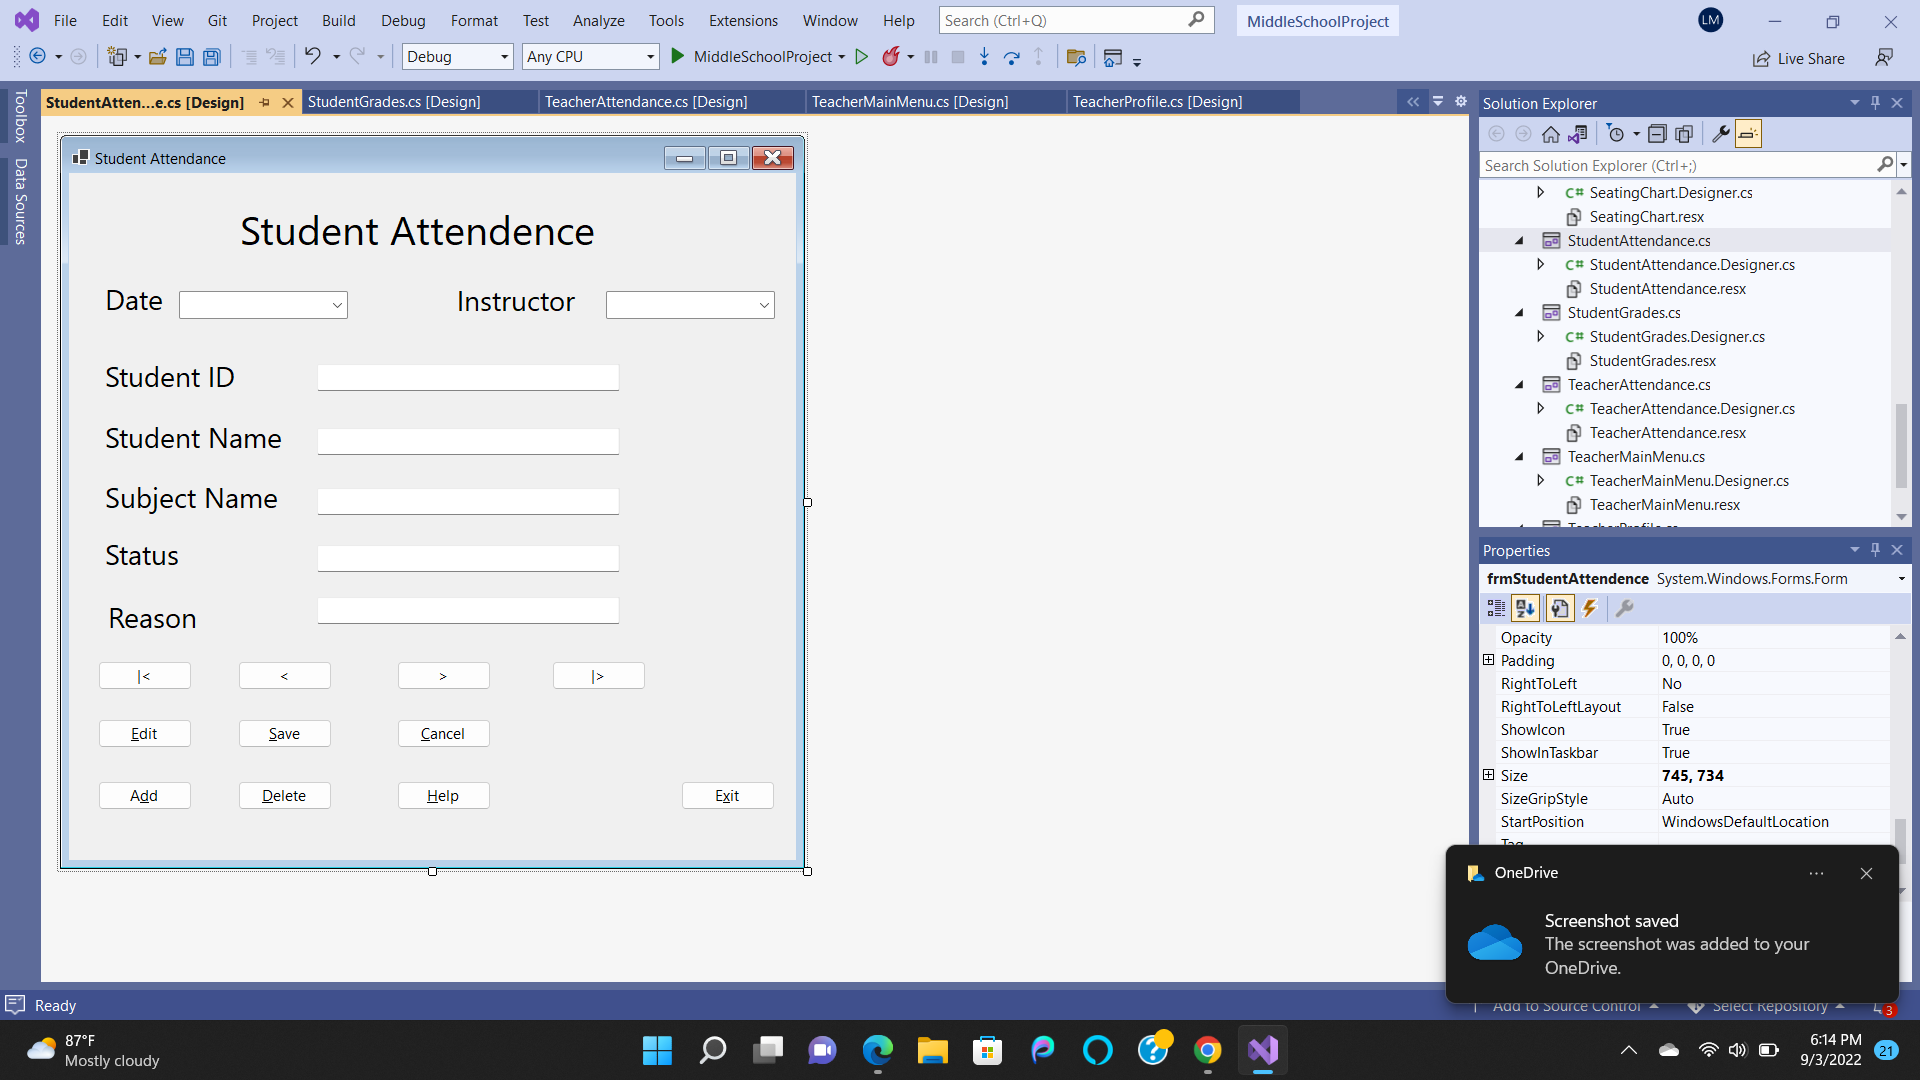 File Edit View Git Project Build Debug Format Test Analyze Tools Extensions Window Help Search (Ctrl+Q) MiddleSchoolProject LM
Debug Any CPU MiddleSchoolProject Live Share
Toolbox
Data Sources
StudentAtten...e.cs [Design] StudentGrades.cs [Design] TeacherAttendance.cs [Design] TeacherMainMenu.cs [Design] TeacherProfile.cs [Design]
Student Attendance
Student Attendence
Date Instructor
Student ID
Student Name
Subject Name
Status
Reason
|< < > |>
Edit Save Cancel
Add Delete Help Exit
Solution Explorer
Search Solution Explorer (Ctrl+;)
C# SeatingChart.Designer.cs
SeatingChart.resx
StudentAttendance.cs
C# StudentAttendance.Designer.cs
StudentAttendance.resx
StudentGrades.cs
C# StudentGrades.Designer.cs
StudentGrades.resx
TeacherAttendance.cs
C# TeacherAttendance.Designer.cs
TeacherAttendance.resx
TeacherMainMenu.cs
C# TeacherMainMenu.Designer.cs
TeacherMainMenu.resx
TeacherProfile.cs
Properties
frmStudentAttendence System.Windows.Forms.Form
Opacity 100%
Padding 0, 0, 0, 0
RightToLeft No
RightToLeftLayout False
ShowIcon True
ShowInTaskbar True
Size 745, 734
SizeGripStyle Auto
StartPosition WindowsDefaultLocation
Tag
OneDrive
Screenshot saved
The screenshot was added to your
OneDrive.
Ready Add to Source Control Select Repository 3
87°F
Mostly cloudy
6:14 PM
9/3/2022 21